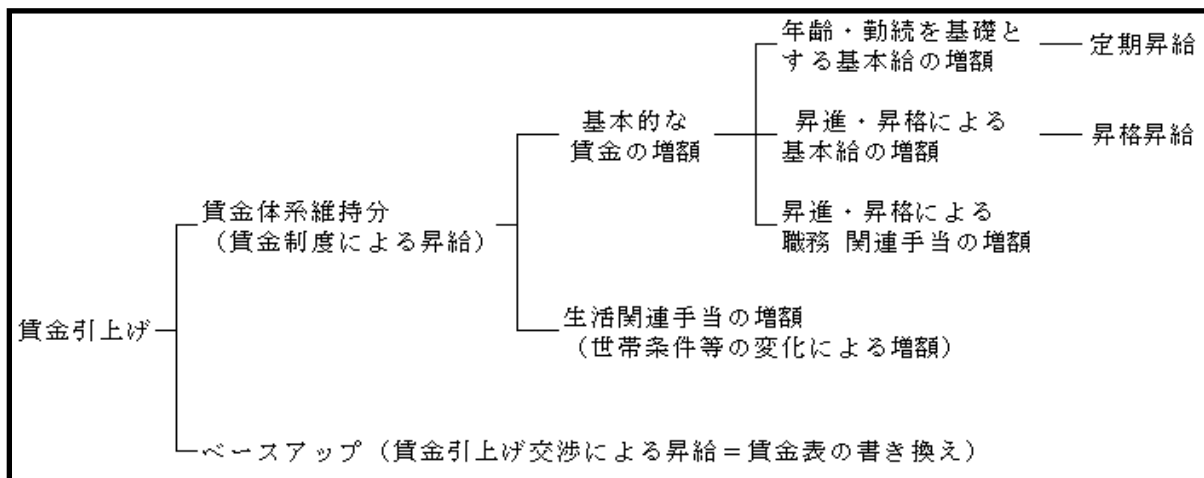 年齢・勤続を基礎と
する基本給の増額
定期昇給
基本的な
賃金の増額
昇進・昇格による
基本給の増額
昇格昇給
賃金体系維持分
（賃金制度による昇給）
昇進・昇格による
職務 関連手当の増額
賃金引上げ
生活関連手当の増額
（世帯条件等の変化による増額）
ベースアップ（賃金引上げ交渉による昇給＝賃金表の書き換え）